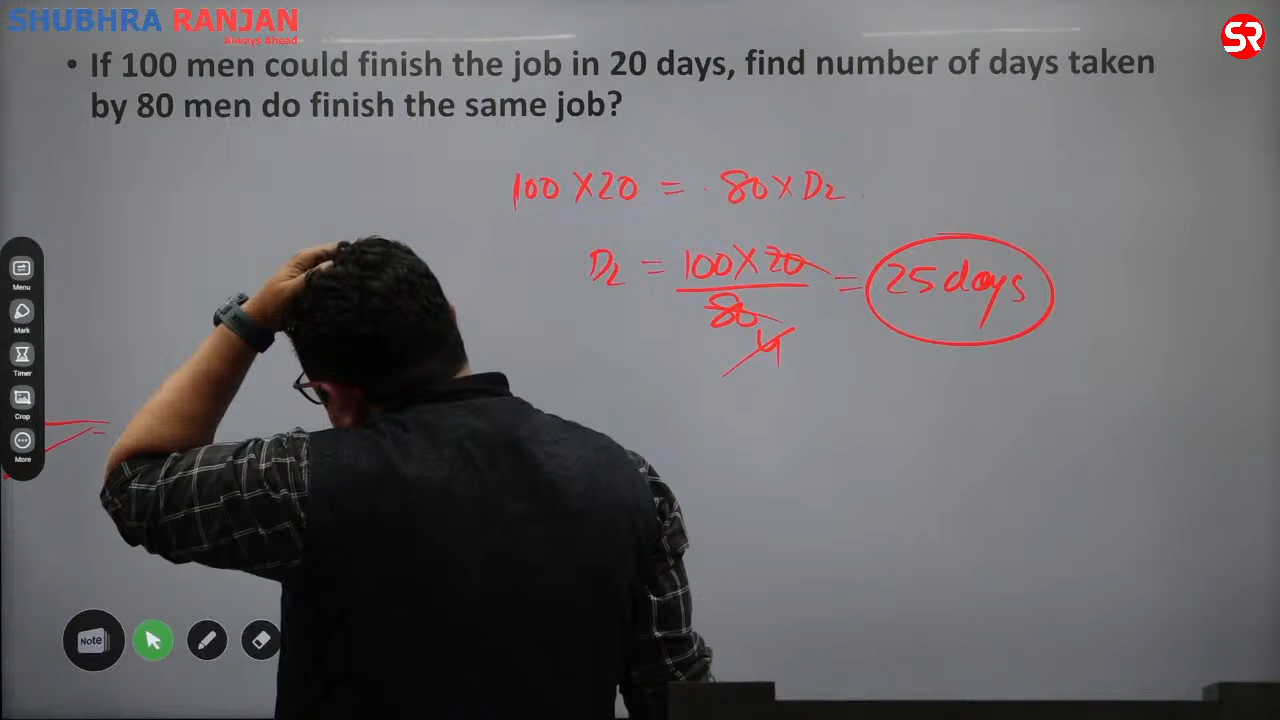 SHUBHRA RANJAN
Always Ahead
SR
• If 100 men could finish the job in 20 days, find number of days taken
by 80 men do finish the same job?
100 X 20 = 80 X D2
D2 = 100 X 20 / 80 = 25 days
4
Menu
Mark
Timer
Crop
More
Note